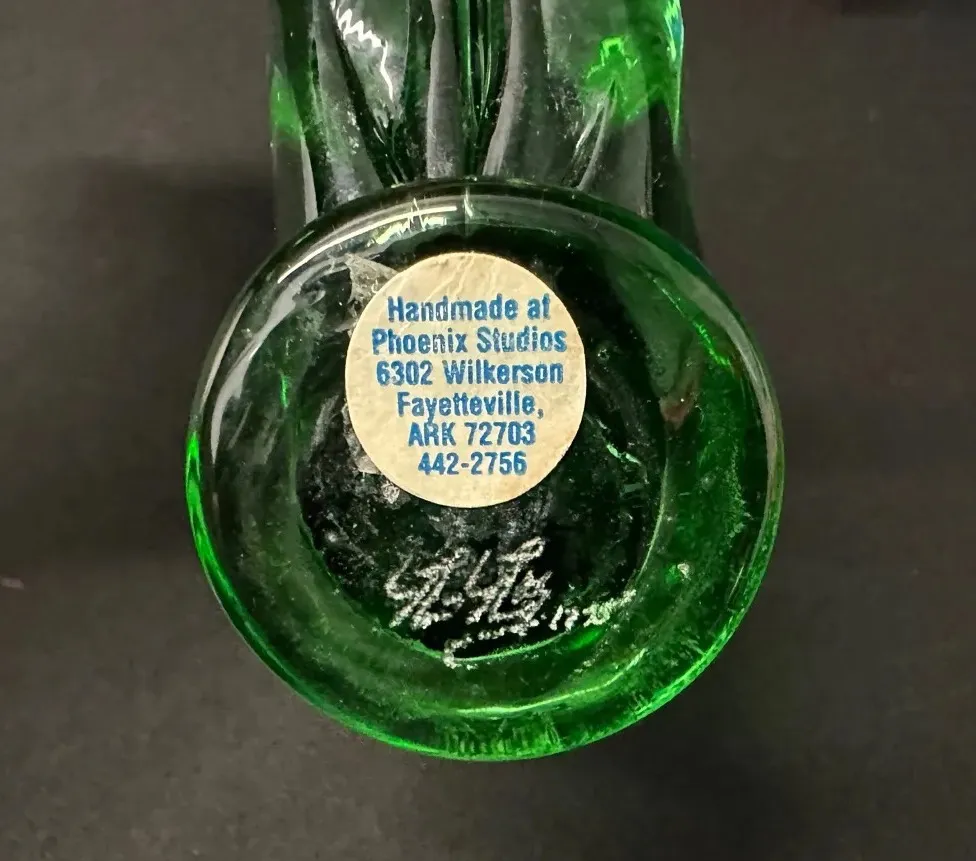 Handmade at
Phoenix Studios
6302 Wilkerson
Fayetteville,
ARK 72703
442-2756